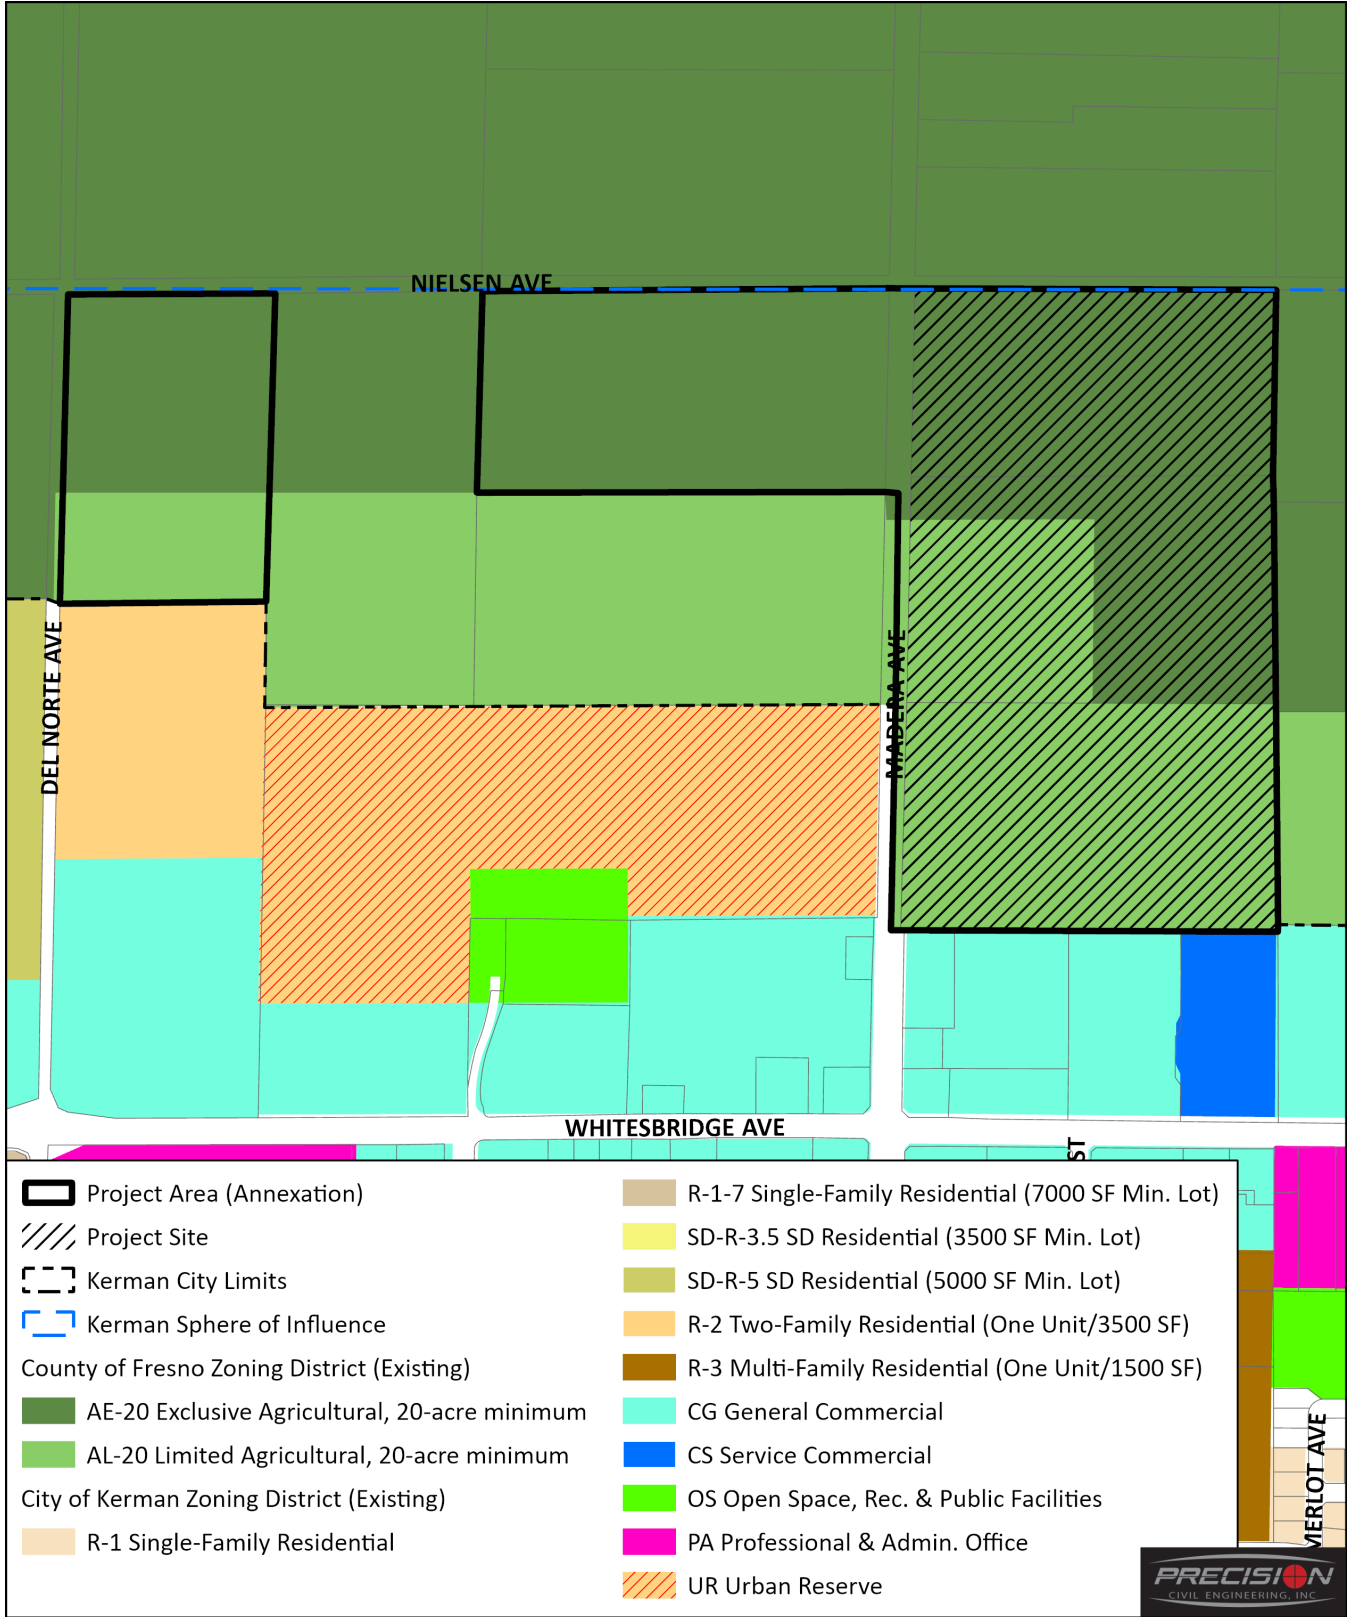 NIELSEN AVE
DEL NORTE AVE
MADERA AVE
WHITESBRIDGE AVE
ST
Project Area (Annexation)
Project Site
Kerman City Limits
Kerman Sphere of Influence
County of Fresno Zoning District (Existing)
AE-20 Exclusive Agricultural, 20-acre minimum
AL-20 Limited Agricultural, 20-acre minimum
City of Kerman Zoning District (Existing)
R-1 Single-Family Residential
R-1-7 Single-Family Residential (7000 SF Min. Lot)
SD-R-3.5 SD Residential (3500 SF Min. Lot)
SD-R-5 SD Residential (5000 SF Min. Lot)
R-2 Two-Family Residential (One Unit/3500 SF)
R-3 Multi-Family Residential (One Unit/1500 SF)
CG General Commercial
CS Service Commercial
OS Open Space, Rec. & Public Facilities
PA Professional & Admin. Office
UR Urban Reserve
MERLOT AVE
PRECISION
CIVIL ENGINEERING, INC